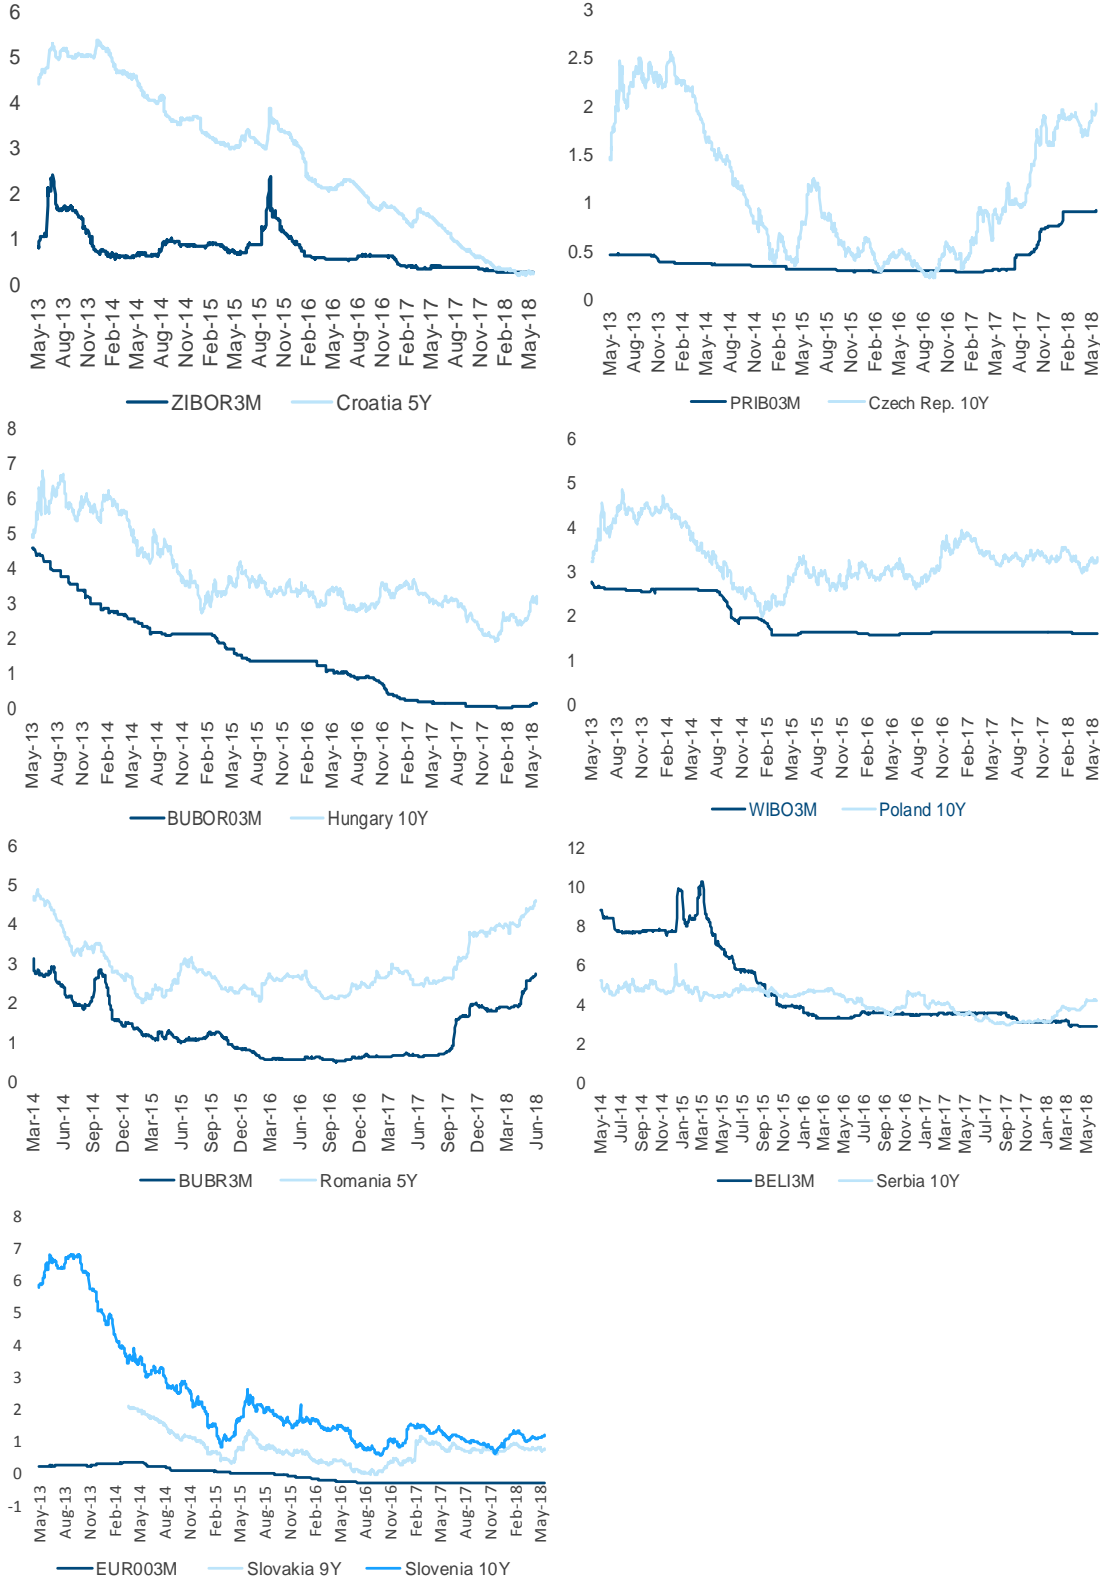 6
5
4
3
2
1
0
May-13
Aug-13
Nov-13
Feb-14
May-14
Aug-14
Nov-14
Feb-15
May-15
Aug-15
Nov-15
Feb-16
May-16
Aug-16
Nov-16
Feb-17
May-17
Aug-17
Nov-17
Feb-18
May-18
ZIBOR3M Croatia 5Y
3
2.5
2
1.5
1
0.5
0
May-13
Aug-13
Nov-13
Feb-14
May-14
Aug-14
Nov-14
Feb-15
May-15
Aug-15
Nov-15
Feb-16
May-16
Aug-16
Nov-16
Feb-17
May-17
Aug-17
Nov-17
Feb-18
May-18
PRIB03M Czech Rep. 10Y
8
7
6
5
4
3
2
1
0
May-13
Aug-13
Nov-13
Feb-14
May-14
Aug-14
Nov-14
Feb-15
May-15
Aug-15
Nov-15
Feb-16
May-16
Aug-16
Nov-16
Feb-17
May-17
Aug-17
Nov-17
Feb-18
May-18
BUBOR03M Hungary 10Y
6
5
4
3
2
1
0
May-13
Aug-13
Nov-13
Feb-14
May-14
Aug-14
Nov-14
Feb-15
May-15
Aug-15
Nov-15
Feb-16
May-16
Aug-16
Nov-16
Feb-17
May-17
Aug-17
Nov-17
Feb-18
May-18
WIBO3M Poland 10Y
6
5
4
3
2
1
0
Mar-14
Jun-14
Sep-14
Dec-14
Mar-15
Jun-15
Sep-15
Dec-15
Mar-16
Jun-16
Sep-16
Dec-16
Mar-17
Jun-17
Sep-17
Dec-17
Mar-18
Jun-18
BUBR3M Romania 5Y
12
10
8
6
4
2
0
May-14
Jul-14
Sep-14
Nov-14
Jan-15
Mar-15
May-15
Jul-15
Sep-15
Nov-15
Jan-16
Mar-16
May-16
Jul-16
Sep-16
Nov-16
Jan-17
Mar-17
May-17
Jul-17
Sep-17
Nov-17
Jan-18
Mar-18
May-18
BELI3M Serbia 10Y
8
7
6
5
4
3
2
1
0
-1
May-13
Aug-13
Nov-13
Feb-14
May-14
Aug-14
Nov-14
Feb-15
May-15
Aug-15
Nov-15
Feb-16
May-16
Aug-16
Nov-16
Feb-17
May-17
Aug-17
Nov-17
Feb-18
May-18
EUR003M Slovakia 9Y Slovenia 10Y